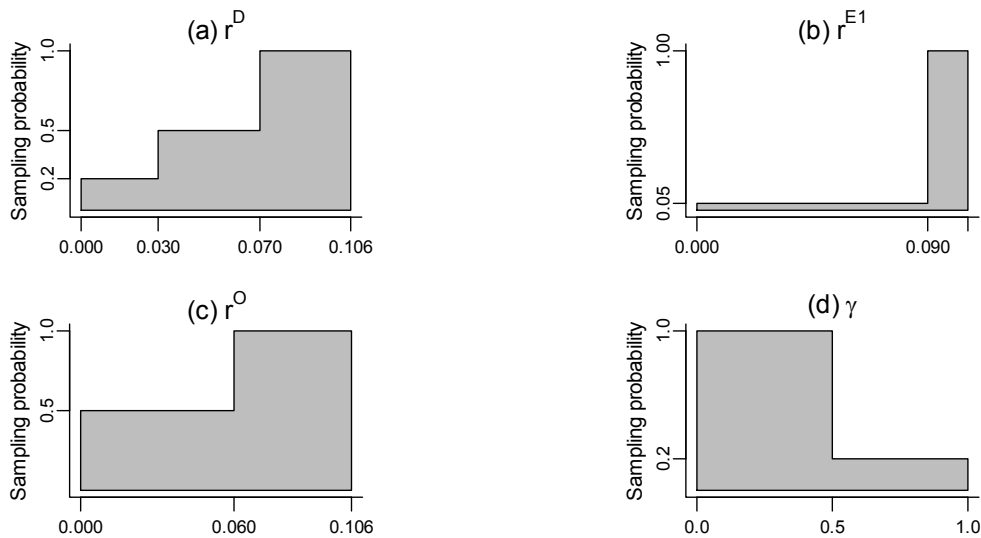 (a) r^D
Sampling probability
1.0
0.5
0.2
0.000 0.030 0.070 0.106
(b) r^E1
Sampling probability
1.00
0.05
0.000 0.090
(c) r^O
Sampling probability
1.0
0.5
0.000 0.060 0.106
(d) γ
Sampling probability
1.0
0.2
0.0 0.5 1.0